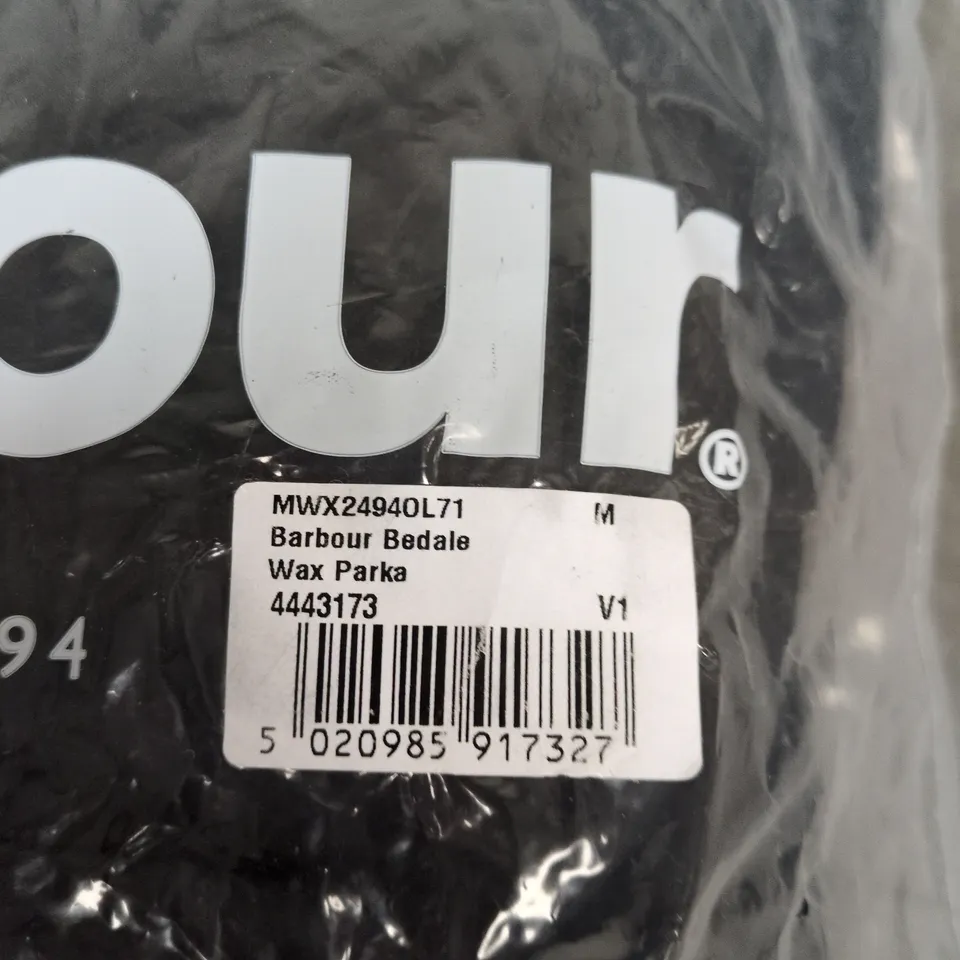 our®
MWX2494OL71 M
Barbour Bedale
Wax Parka
4443173 V1
94
5 020985 917327